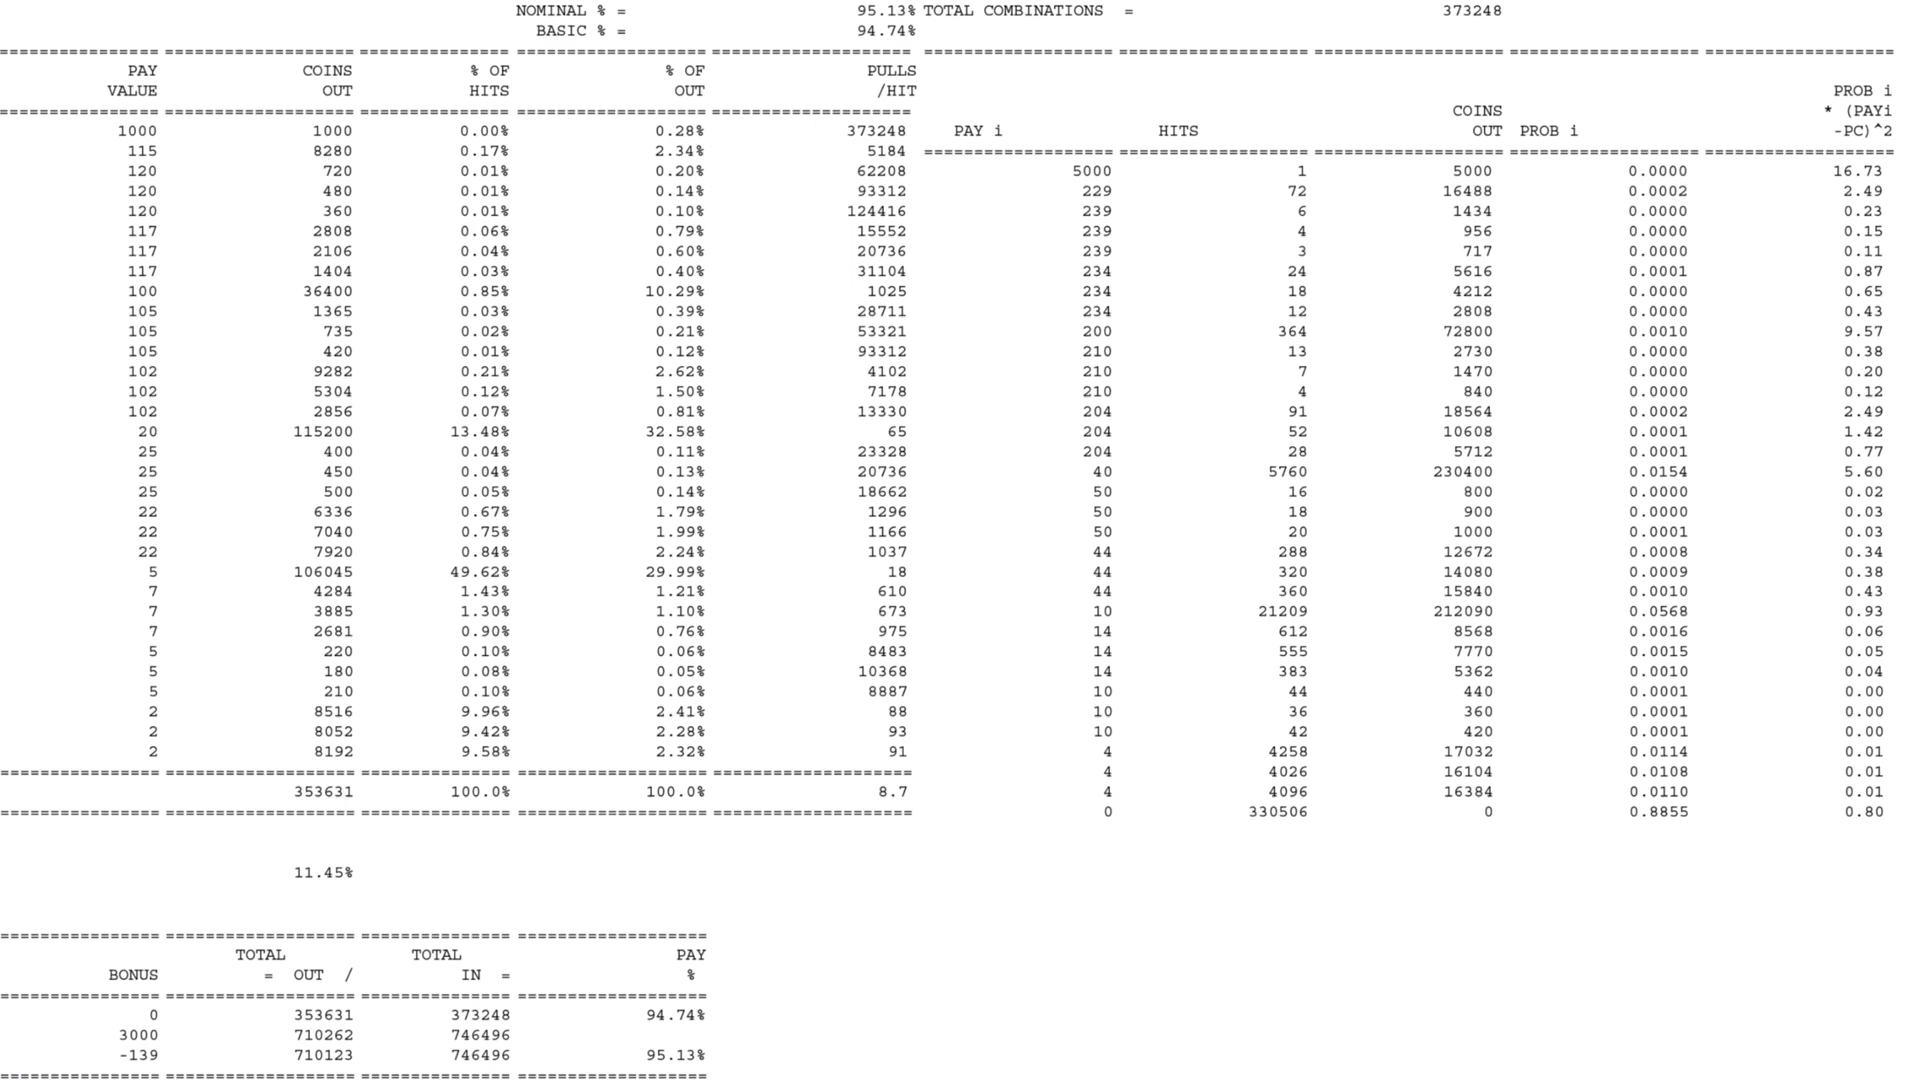 NOMINAL % = 95.13% TOTAL COMBINATIONS = 373248
BASIC % = 94.74%
================ =================== =============== =================== ==================== =================== =================== =================== =================== ===================
PAY COINS % OF % OF PULLS
VALUE OUT HITS OUT /HIT PROB i
================ =================== =============== =================== ==================== COINS * (PAYi
1000 1000 0.00% 0.28% 373248 PAY i HITS OUT PROB i -PC)^2
115 8280 0.17% 2.34% 5184 =================== =================== =================== =================== ===================
120 720 0.01% 0.20% 62208 5000 1 5000 0.0000 16.73
120 480 0.01% 0.14% 93312 229 72 16488 0.0002 2.49
120 360 0.01% 0.10% 124416 239 6 1434 0.0000 0.23
117 2808 0.06% 0.79% 15552 239 4 956 0.0000 0.15
117 2106 0.04% 0.60% 20736 239 3 717 0.0000 0.11
117 1404 0.03% 0.40% 31104 234 24 5616 0.0001 0.87
100 36400 0.85% 10.29% 1025 234 18 4212 0.0000 0.65
105 1365 0.03% 0.39% 28711 234 12 2808 0.0000 0.43
105 735 0.02% 0.21% 53321 200 364 72800 0.0010 9.57
105 420 0.01% 0.12% 93312 210 13 2730 0.0000 0.38
102 9282 0.21% 2.62% 4102 210 7 1470 0.0000 0.20
102 5304 0.12% 1.50% 7178 210 4 840 0.0000 0.12
102 2856 0.07% 0.81% 13330 204 91 18564 0.0002 2.49
20 115200 13.48% 32.58% 65 204 52 10608 0.0001 1.42
25 400 0.04% 0.11% 23328 204 28 5712 0.0001 0.77
25 450 0.04% 0.13% 20736 40 5760 230400 0.0154 5.60
25 500 0.05% 0.14% 18662 50 16 800 0.0000 0.02
22 6336 0.67% 1.79% 1296 50 18 900 0.0000 0.03
22 7040 0.75% 1.99% 1166 50 20 1000 0.0001 0.03
22 7920 0.84% 2.24% 1037 44 288 12672 0.0008 0.34
5 106045 49.62% 29.99% 18 44 320 14080 0.0009 0.38
7 4284 1.43% 1.21% 610 44 360 15840 0.0010 0.43
7 3885 1.30% 1.10% 673 10 21209 212090 0.0568 0.93
7 2681 0.90% 0.76% 975 14 612 8568 0.0016 0.06
5 220 0.10% 0.06% 8483 14 555 7770 0.0015 0.05
5 180 0.08% 0.05% 10368 14 383 5362 0.0010 0.04
5 210 0.10% 0.06% 8887 10 44 440 0.0001 0.00
2 8516 9.96% 2.41% 88 10 36 360 0.0001 0.00
2 8052 9.42% 2.28% 93 10 42 420 0.0001 0.00
2 8192 9.58% 2.32% 91 4 4258 17032 0.0114 0.01
================ =================== =============== =================== ==================== 4 4026 16104 0.0108 0.01
353631 100.0% 100.0% 8.7 4 4096 16384 0.0110 0.01
================ =================== =============== =================== ==================== 0 330506 0 0.8855 0.80
11.45%
================ =================== =============== ===================
TOTAL TOTAL PAY
BONUS = OUT / IN = %
================ =================== =============== ===================
0 353631 373248 94.74%
3000 710262 746496
-139 710123 746496 95.13%
================ =================== =============== ===================